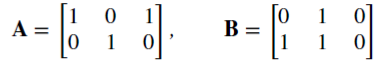 A = [1 0 1
0 1 0], B = [0 1 0
1 1 0]